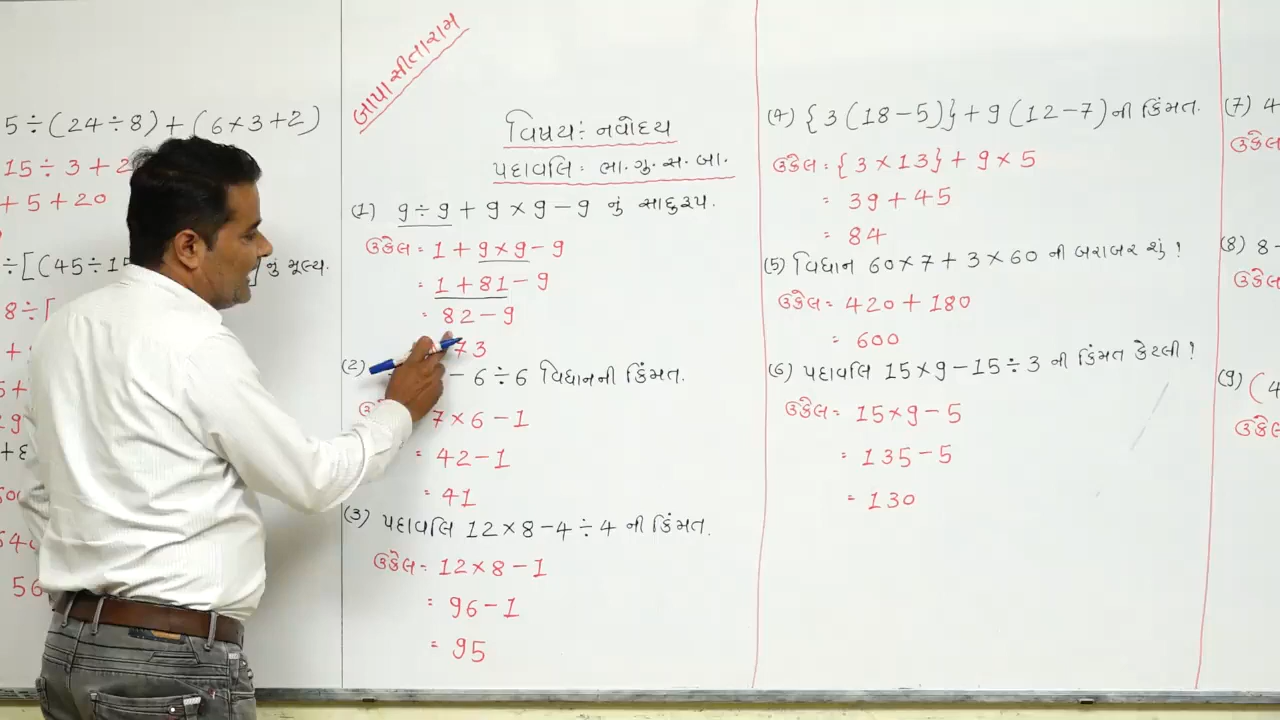 5÷(24÷8)+(6×3+2)
15÷3+2
+5+20
÷[(45÷15
]નું મૂલ્ય.
8÷[
5+
29
+6
500
540
56
બાપા સીતારામ
વિષય: નવોદય
પદાવલિ: ભા.ગુ.સ.બા.
(1) 9÷9+9×9-9 નું સાદુરૂપ.
ઉકેલ= 1+9×9-9
= 1+81-9
= 82-9
73
(2) -6÷6 વિધાનની કિંમત.
7×6-1
= 42-1
= 41
(3) પદાવલિ 12×8-4÷4 ની કિંમત.
ઉકેલ= 12×8-1
= 96-1
= 95
(4) {3(18-5)}+9(12-7) ની કિંમત.
ઉકેલ= {3×13}+9×5
= 39+45
= 84
(5) વિધાન 60×7+3×60 ની બરાબર શું!
ઉકેલ= 420+180
= 600
(6) પદાવલિ 15×9-15÷3 ની કિંમત કેટલી!
ઉકેલ= 15×9-5
= 135-5
= 130
(7) 4
ઉકેલ
(8) 8-
ઉકેલ
(9) (4
ઉકેલ